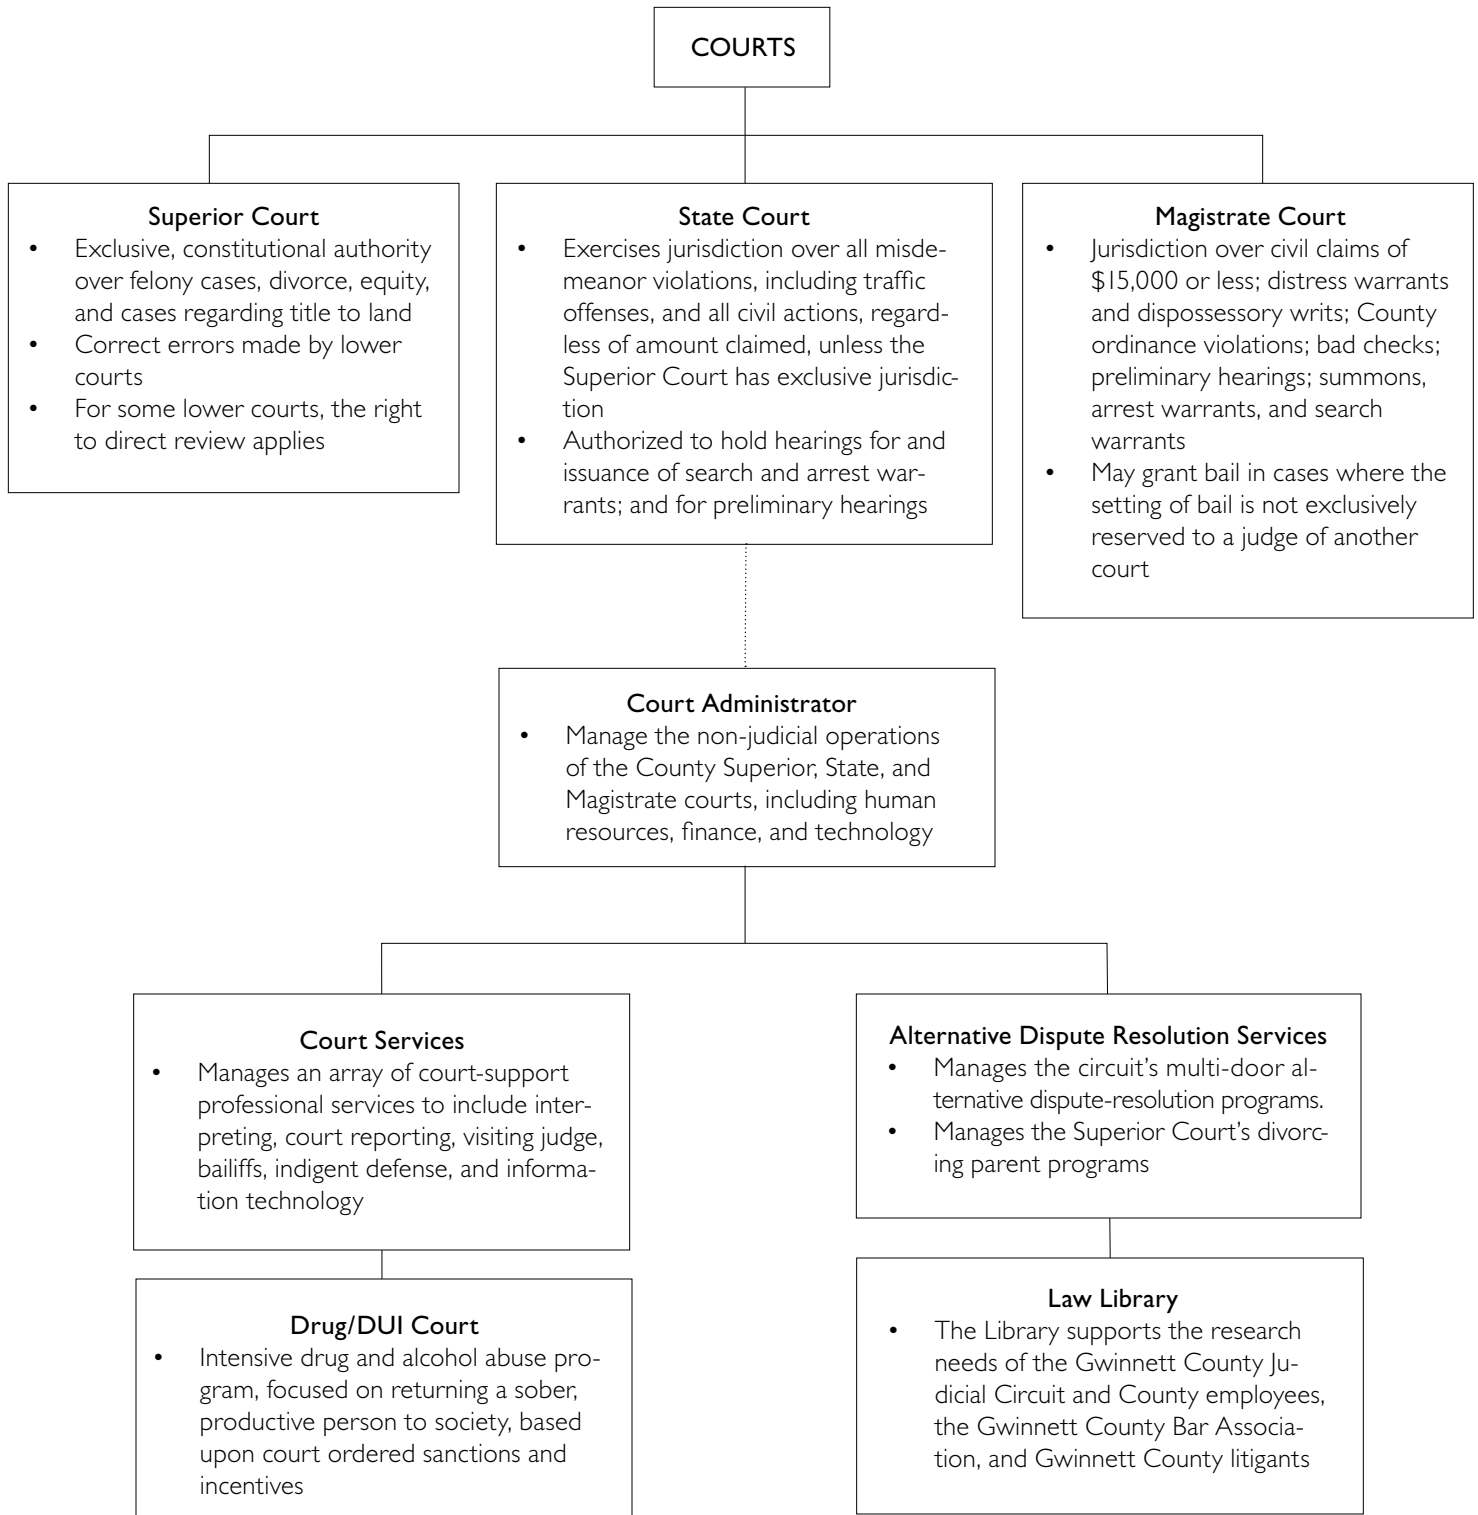 COURTS
Superior Court
• Exclusive, constitutional authority
over felony cases, divorce, equity,
and cases regarding title to land
• Correct errors made by lower
courts
• For some lower courts, the right
to direct review applies
State Court
• Exercises jurisdiction over all misde-
meanor violations, including traffic
offenses, and all civil actions, regard-
less of amount claimed, unless the
Superior Court has exclusive jurisdic-
tion
• Authorized to hold hearings for and
issuance of search and arrest war-
rants; and for preliminary hearings
Magistrate Court
• Jurisdiction over civil claims of
$15,000 or less; distress warrants
and dispossessory writs; County
ordinance violations; bad checks;
preliminary hearings; summons,
arrest warrants, and search
warrants
• May grant bail in cases where the
setting of bail is not exclusively
reserved to a judge of another
court
Court Administrator
• Manage the non-judicial operations
of the County Superior, State, and
Magistrate courts, including human
resources, finance, and technology
Court Services
• Manages an array of court-support
professional services to include inter-
preting, court reporting, visiting judge,
bailiffs, indigent defense, and informa-
tion technology
Alternative Dispute Resolution Services
• Manages the circuit's multi-door al-
ternative dispute-resolution programs.
• Manages the Superior Court's divorc-
ing parent programs
Drug/DUI Court
• Intensive drug and alcohol abuse pro-
gram, focused on returning a sober,
productive person to society, based
upon court ordered sanctions and
incentives
Law Library
• The Library supports the research
needs of the Gwinnett County Ju-
dicial Circuit and County employees,
the Gwinnett County Bar Associa-
tion, and Gwinnett County litigants